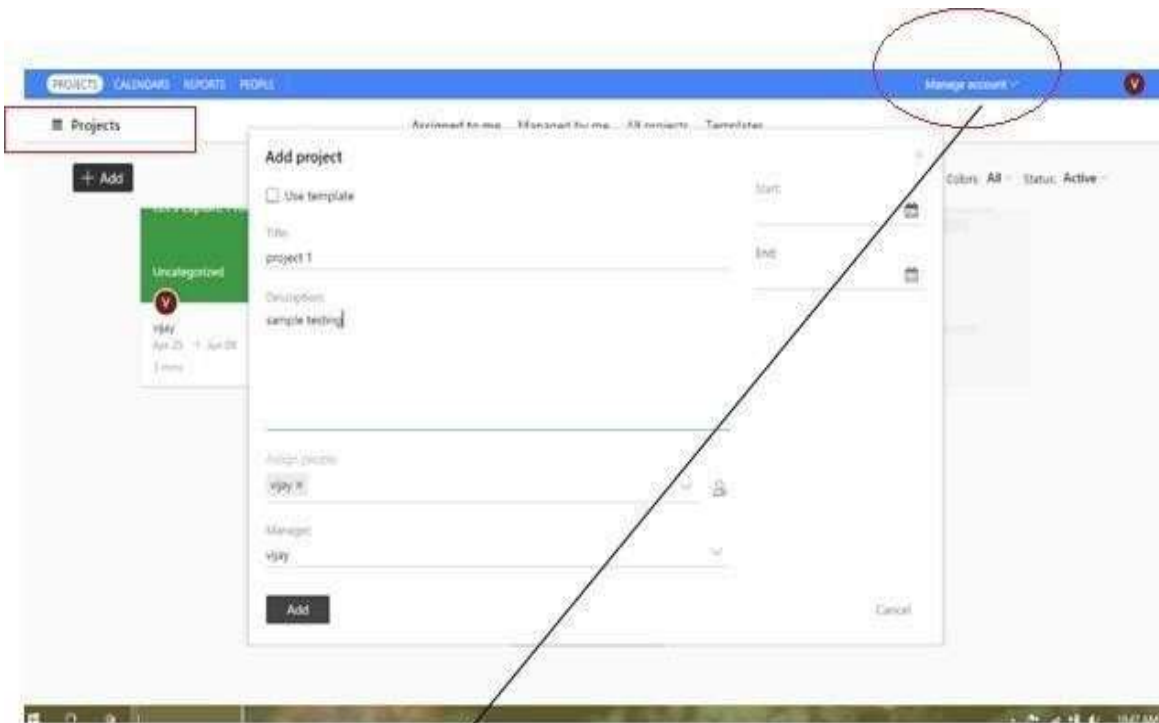 PROJECTS CALENDARS REPORTS PEOPLE Manage account V
Projects Assigned to me Managed by me All projects Templates
+ Add
Colors: All Status: Active
Uncategorized
V
vijay
Add project
Use template
Title:
project 1
Description:
sample testing
Assign people:
vijay ×
Manager:
vijay
Start:
End:
Add Cancel